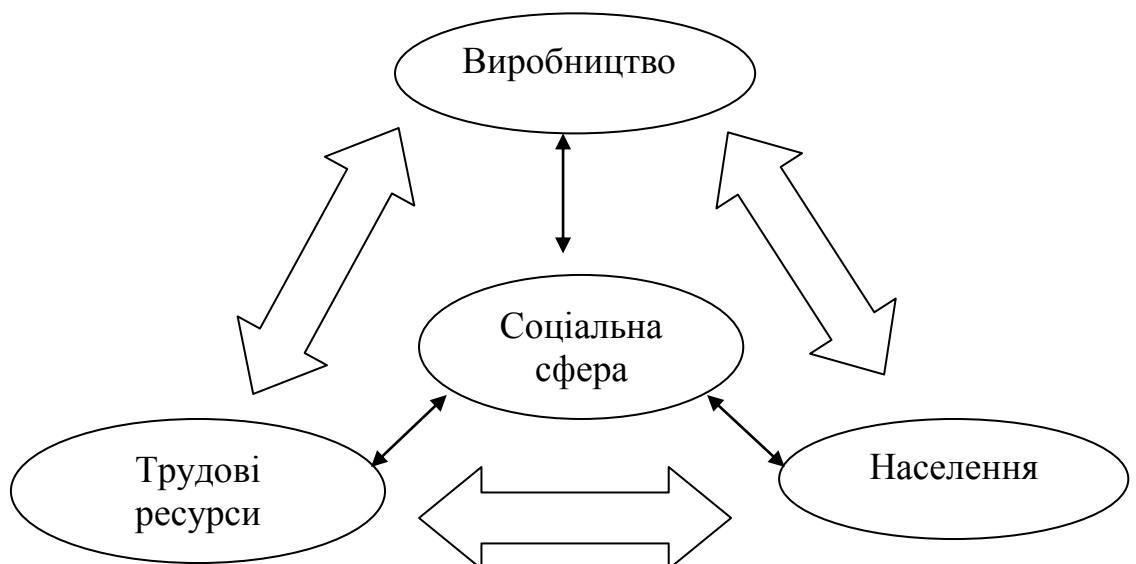 Виробництво
Соціальна
сфера
Трудові
ресурси
Населення